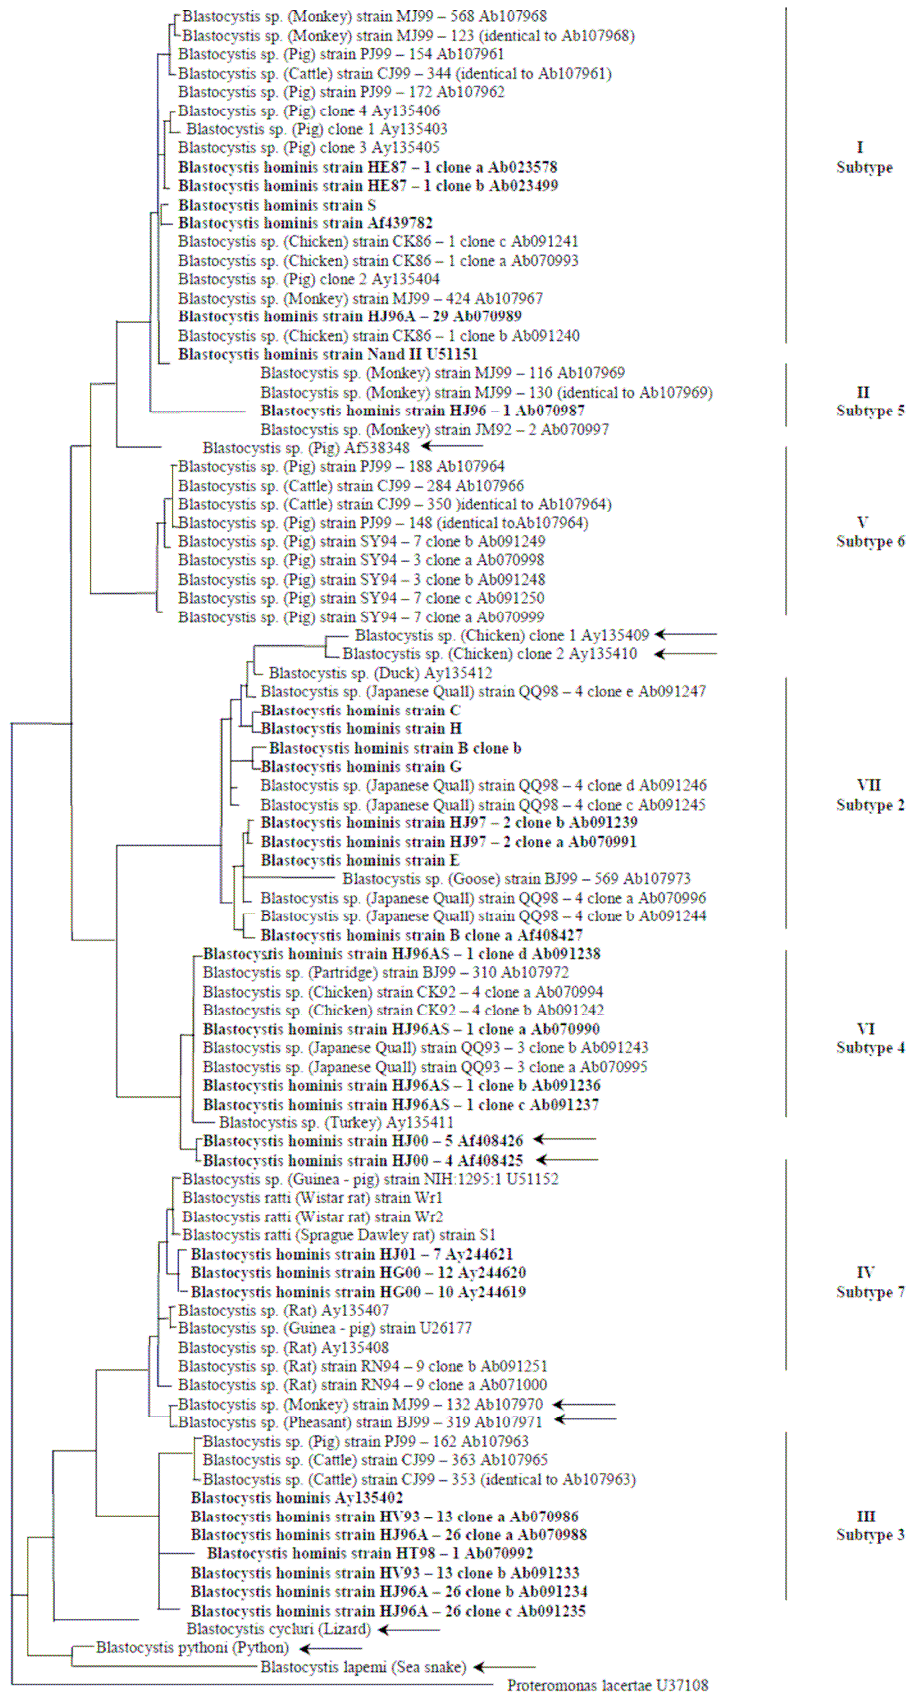 Blastocystis sp. (Monkey) strain MJ99 – 568 Ab107968
Blastocystis sp. (Monkey) strain MJ99 – 123 (identical to Ab107968)
Blastocystis sp. (Pig) strain PJ99 – 154 Ab107961
Blastocystis sp. (Cattle) strain CJ99 – 344 (identical to Ab107961)
Blastocystis sp. (Pig) strain PJ99 – 172 Ab107962
Blastocystis sp. (Pig) clone 4 Ay135406
Blastocystis sp. (Pig) clone 1 Ay135403
Blastocystis sp. (Pig) clone 3 Ay135405
I
Blastocystis hominis strain HE87 – 1 clone a Ab023578
Subtype
Blastocystis hominis strain HE87 – 1 clone b Ab023499
Blastocystis hominis strain S
Blastocystis hominis strain Af439782
Blastocystis sp. (Chicken) strain CK86 – 1 clone c Ab091241
Blastocystis sp. (Chicken) strain CK86 – 1 clone a Ab070993
Blastocystis sp. (Pig) clone 2 Ay135404
Blastocystis sp. (Monkey) strain MJ99 – 424 Ab107967
Blastocystis hominis strain HJ96A – 29 Ab070989
Blastocystis sp. (Chicken) strain CK86 – 1 clone b Ab091240
Blastocystis hominis strain Nand II U51151
Blastocystis sp. (Monkey) strain MJ99 – 116 Ab107969
Blastocystis sp. (Monkey) strain MJ99 – 130 (identical to Ab107969)
II
Blastocystis hominis strain HJ96 – 1 Ab070987
Subtype 5
Blastocystis sp. (Monkey) strain JM92 – 2 Ab070997
Blastocystis sp. (Pig) Af538348
Blastocystis sp. (Pig) strain PJ99 – 188 Ab107964
Blastocystis sp. (Cattle) strain CJ99 – 284 Ab107966
Blastocystis sp. (Cattle) strain CJ99 – 350 )identical to Ab107964)
Blastocystis sp. (Pig) strain PJ99 – 148 (identical toAb107964)
V
Blastocystis sp. (Pig) strain SY94 – 7 clone b Ab091249
Subtype 6
Blastocystis sp. (Pig) strain SY94 – 3 clone a Ab070998
Blastocystis sp. (Pig) strain SY94 – 3 clone b Ab091248
Blastocystis sp. (Pig) strain SY94 – 7 clone c Ab091250
Blastocystis sp. (Pig) strain SY94 – 7 clone a Ab070999
Blastocystis sp. (Chicken) clone 1 Ay135409
Blastocystis sp. (Chicken) clone 2 Ay135410
Blastocystis sp. (Duck) Ay135412
Blastocystis sp. (Japanese Quall) strain QQ98 – 4 clone e Ab091247
Blastocystis hominis strain C
Blastocystis hominis strain H
Blastocystis hominis strain B clone b
Blastocystis hominis strain G
Blastocystis sp. (Japanese Quall) strain QQ98 – 4 clone d Ab091246
VII
Blastocystis sp. (Japanese Quall) strain QQ98 – 4 clone c Ab091245
Subtype 2
Blastocystis hominis strain HJ97 – 2 clone b Ab091239
Blastocystis hominis strain HJ97 – 2 clone a Ab070991
Blastocystis hominis strain E
Blastocystis sp. (Goose) strain BJ99 – 569 Ab107973
Blastocystis sp. (Japanese Quall) strain QQ98 – 4 clone a Ab070996
Blastocystis sp. (Japanese Quall) strain QQ98 – 4 clone b Ab091244
Blastocystis hominis strain B clone a Af408427
Blastocystis hominis strain HJ96AS – 1 clone d Ab091238
Blastocystis sp. (Partridge) strain BJ99 – 310 Ab107972
Blastocystis sp. (Chicken) strain CK92 – 4 clone a Ab070994
Blastocystis sp. (Chicken) strain CK92 – 4 clone b Ab091242
Blastocystis hominis strain HJ96AS – 1 clone a Ab070990
VI
Blastocystis sp. (Japanese Quall) strain QQ93 – 3 clone b Ab091243
Subtype 4
Blastocystis sp. (Japanese Quall) strain QQ93 – 3 clone a Ab070995
Blastocystis hominis strain HJ96AS – 1 clone b Ab091236
Blastocystis hominis strain HJ96AS – 1 clone c Ab091237
Blastocystis sp. (Turkey) Ay135411
Blastocystis hominis strain HJ00 – 5 Af408426
Blastocystis hominis strain HJ00 – 4 Af408425
Blastocystis sp. (Guinea - pig) strain NIH:1295:1 U51152
Blastocystis ratti (Wistar rat) strain Wr1
Blastocystis ratti (Wistar rat) strain Wr2
Blastocystis ratti (Sprague Dawley rat) strain S1
Blastocystis hominis strain HJ01 – 7 Ay244621
Blastocystis hominis strain HG00 – 12 Ay244620
IV
Blastocystis hominis strain HG00 – 10 Ay244619
Subtype 7
Blastocystis sp. (Rat) Ay135407
Blastocystis sp. (Guinea - pig) strain U26177
Blastocystis sp. (Rat) Ay135408
Blastocystis sp. (Rat) strain RN94 – 9 clone b Ab091251
Blastocystis sp. (Rat) strain RN94 – 9 clone a Ab071000
Blastocystis sp. (Monkey) strain MJ99 – 132 Ab107970
Blastocystis sp. (Pheasant) strain BJ99 – 319 Ab107971
Blastocystis sp. (Pig) strain PJ99 – 162 Ab107963
Blastocystis sp. (Cattle) strain CJ99 – 363 Ab107965
Blastocystis sp. (Cattle) strain CJ99 – 353 (identical to Ab107963)
Blastocystis hominis Ay135402
Blastocystis hominis strain HV93 – 13 clone a Ab070986
III
Blastocystis hominis strain HJ96A – 26 clone a Ab070988
Subtype 3
Blastocystis hominis strain HT98 – 1 Ab070992
Blastocystis hominis strain HV93 – 13 clone b Ab091233
Blastocystis hominis strain HJ96A – 26 clone b Ab091234
Blastocystis hominis strain HJ96A – 26 clone c Ab091235
Blastocystis cycluri (Lizard)
Blastocystis pythoni (Python)
Blastocystis lapemi (Sea snake)
Proteromonas lacertae U37108